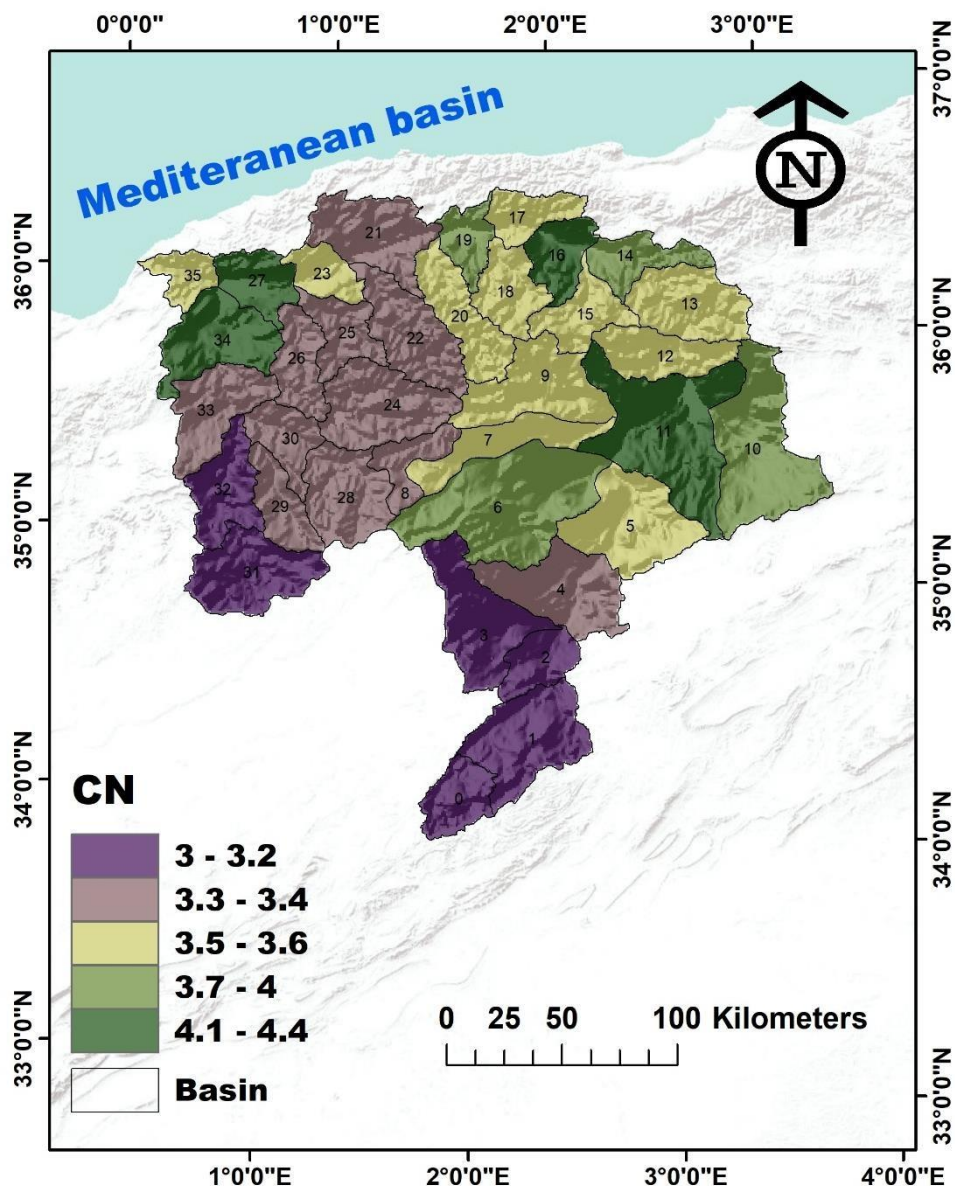 0°0'0" 1°0'0"E 2°0'0"E 3°0'0"E
37°0'0"N
Mediteranean basin
N
36°0'0"N
36°0'0"N
35°0'0"N
35°0'0"N
34°0'0"N
34°0'0"N
33°0'0"N
33°0'0"N
17
21
19
16
14
35
27
23
18
13
20
15
34
25
22
26
12
9
33
24
30
7
11
10
32
29
28
8
6
5
31
4
3
2
1
0
CN
3 - 3.2
3.3 - 3.4
3.5 - 3.6
3.7 - 4
4.1 - 4.4
Basin
0 25 50 100 Kilometers
1°0'0"E 2°0'0"E 3°0'0"E 4°0'0"E